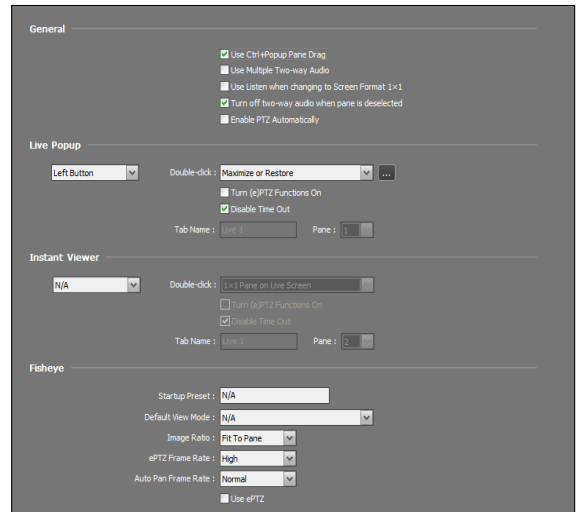 General
Use Ctrl+Popup Pane Drag
Use Multiple Two-way Audio
Use Listen when changing to Screen Format 1×1
Turn off two-way audio when pane is deselected
Enable PTZ Automatically
Live Popup
Left Button Double-click : Maximize or Restore ...
Turn (e)PTZ Functions On
Disable Time Out
Tab Name : Live 1 Pane : 1
Instant Viewer
N/A Double-click : 1×1 Pane on Live Screen
Turn (e)PTZ Functions On
Disable Time Out
Tab Name : Live 1 Pane : 2
Fisheye
Startup Preset : N/A
Default View Mode : N/A
Image Ratio : Fit To Pane
ePTZ Frame Rate : High
Auto Pan Frame Rate : Normal
Use ePTZ